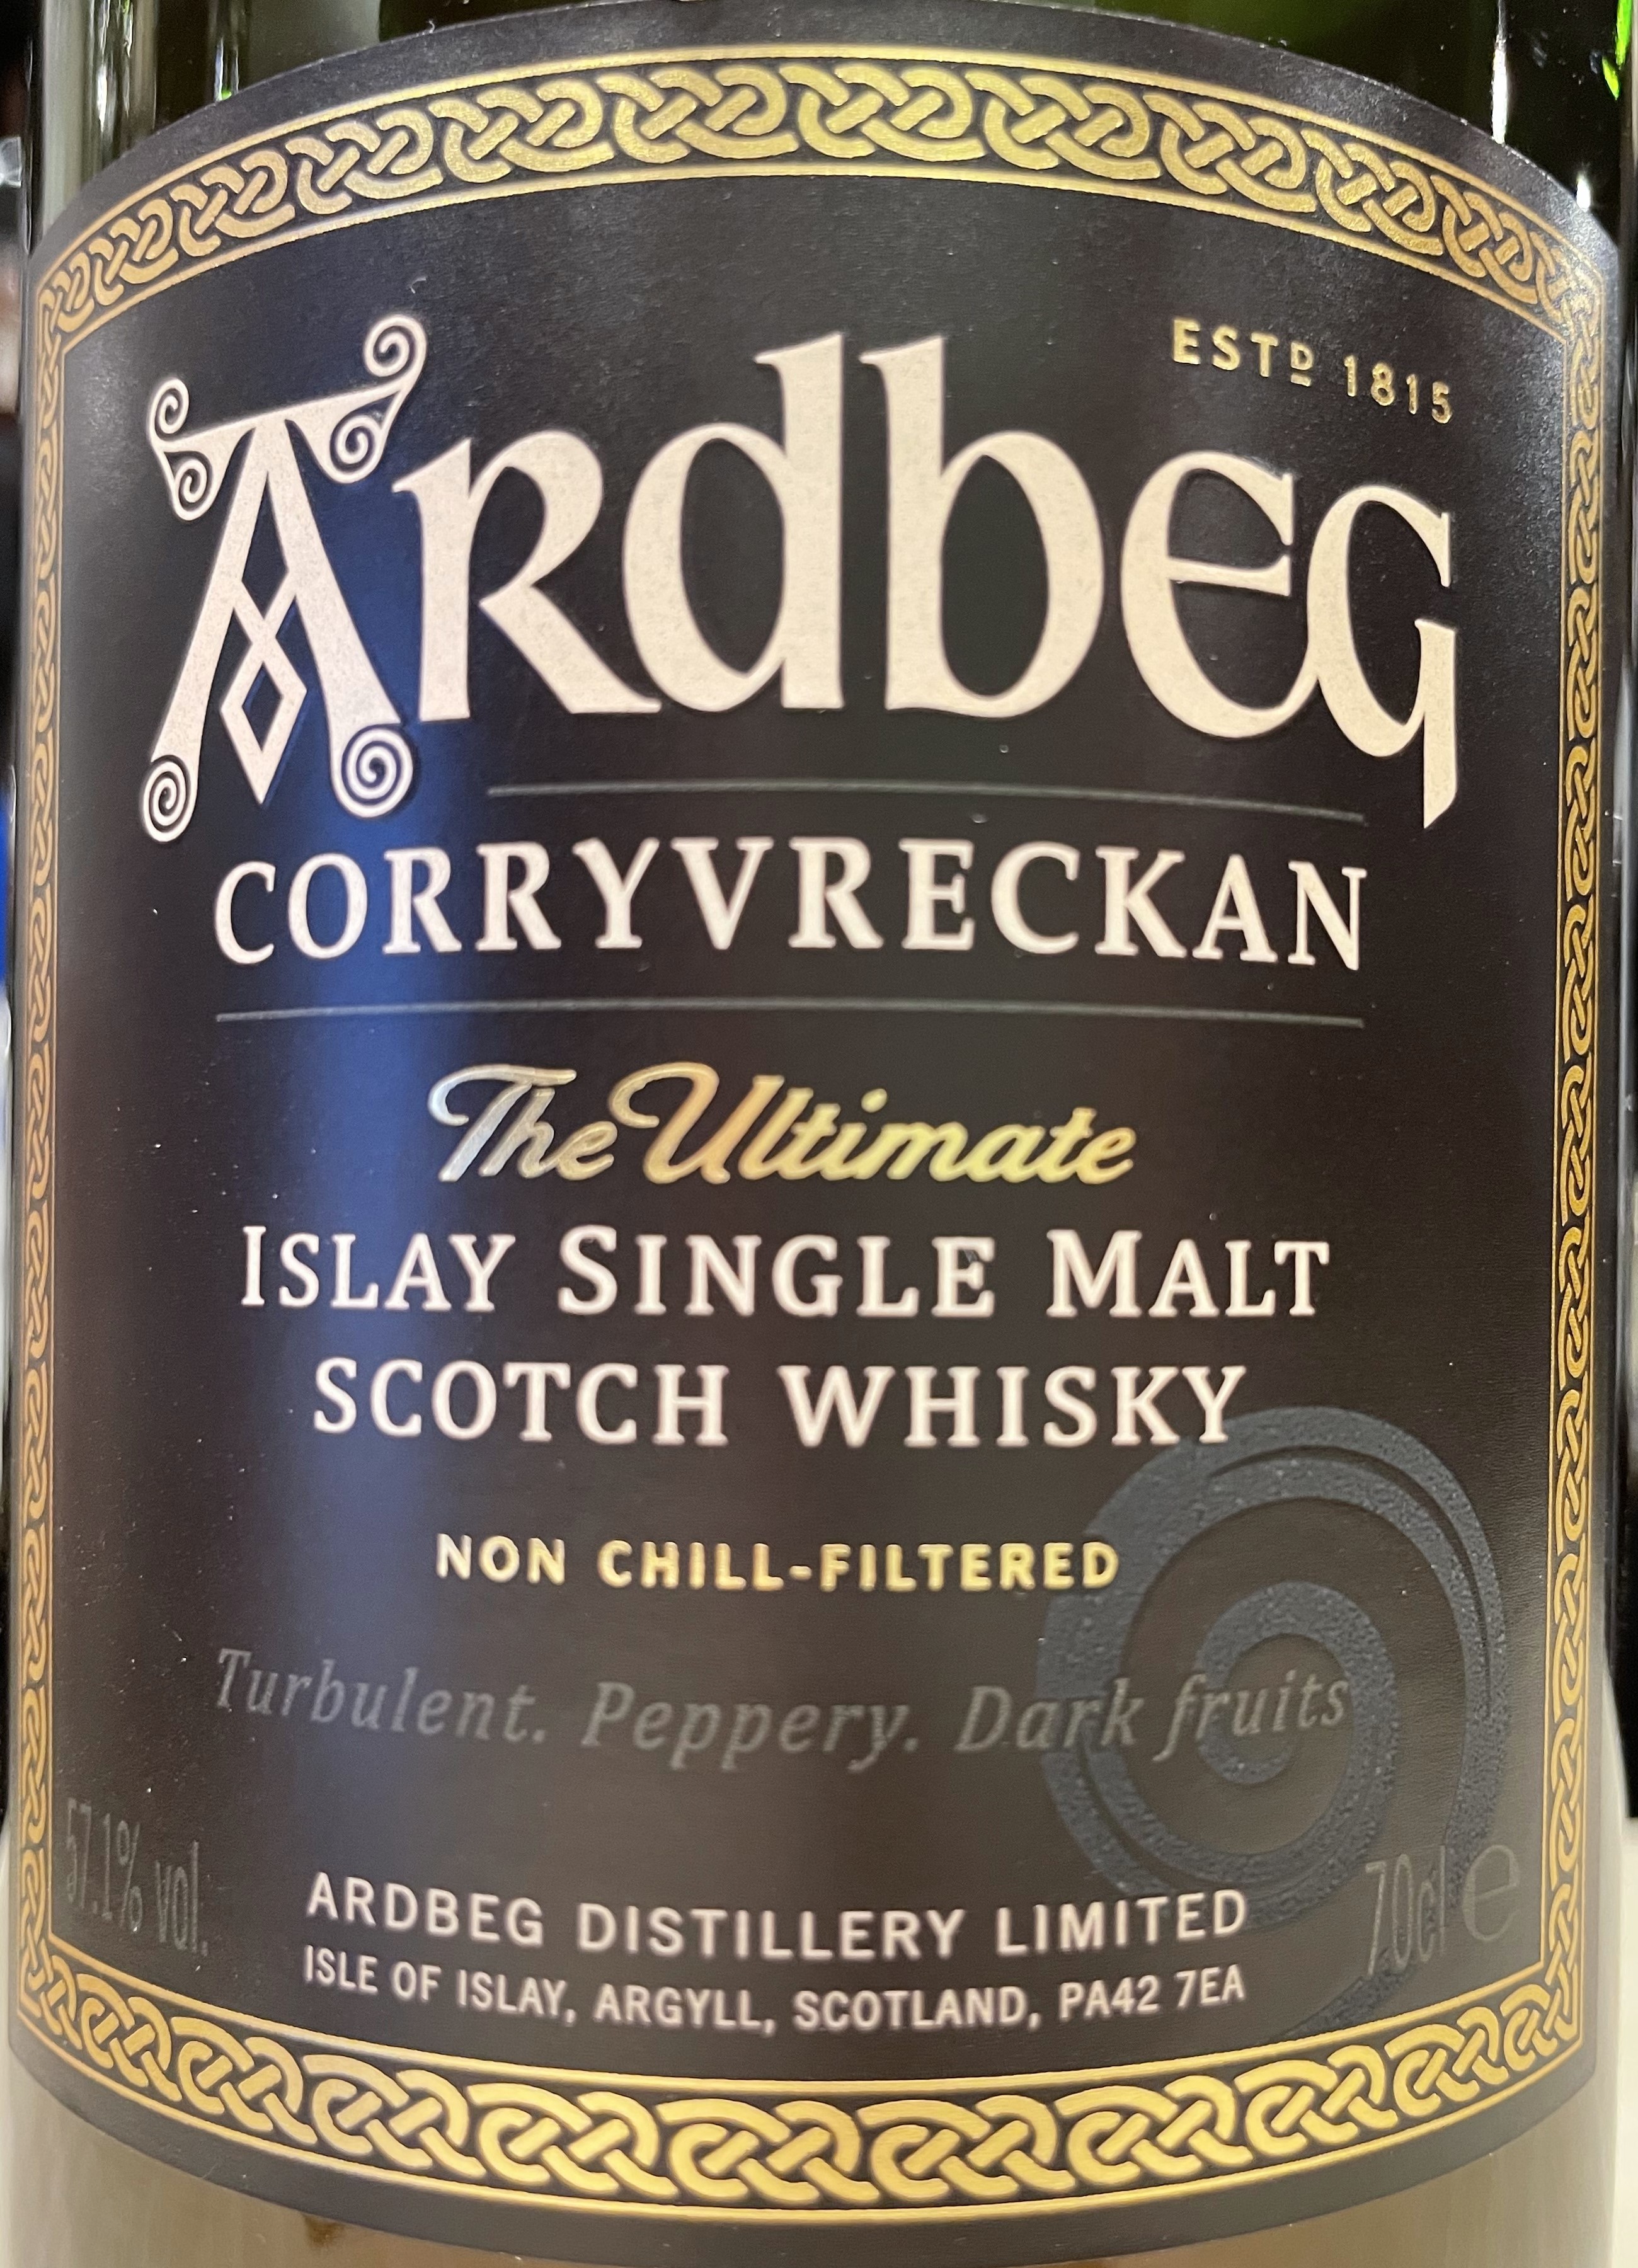 ESTD 1815
Ardbeg
CORRYVRECKAN
The Ultimate
ISLAY SINGLE MALT
SCOTCH WHISKY
NON CHILL-FILTERED
Turbulent. Peppery. Dark fruits
57.1% vol.
ARDBEG DISTILLERY LIMITED
ISLE OF ISLAY, ARGYLL, SCOTLAND, PA42 7EA
70cl e